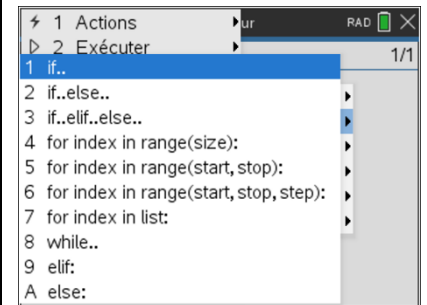 1 Actions
ur
RAD
2 Exécuter
1/1
1 if..
2 if..else..
3 if..elif..else..
4 for index in range(size):
5 for index in range(start, stop):
6 for index in range(start, stop, step):
7 for index in list:
8 while..
9 elif:
A else: